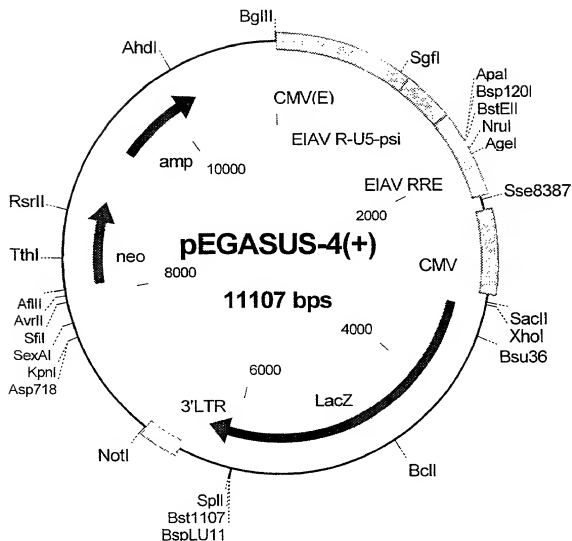 BglII
AhdI
SgfI
ApaI
Bsp120I
BstEII
NruI
AgeI
CMV(E)
EIAV R-U5-psi
amp
10000
EIAV RRE
Sse8387
2000
RsrII
pEGASUS-4(+)
TthI
neo
8000
CMV
11107 bps
AflII
AvrII
SfiI
SexAI
KpnI
Asp718
SacII
XhoI
Bsu36
4000
6000
3'LTR
LacZ
NotI
BclI
SplI
Bst1107
BspLU11